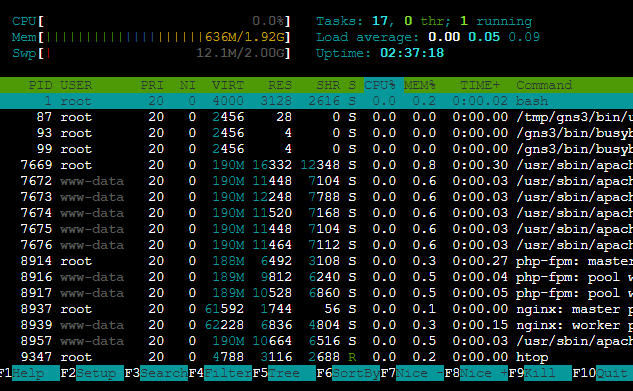 CPU[ 0.0%] Tasks: 17, 0 thr; 1 running
Mem[||||||||||||||||||||||636M/1.92G] Load average: 0.00 0.05 0.09
Swp[| 12.1M/2.00G] Uptime: 02:37:18
PID USER PRI NI VIRT RES SHR S CPU% MEM% TIME+ Command
1 root 20 0 4000 3128 2616 S 0.0 0.2 0:00.02 bash
87 root 20 0 2456 28 0 S 0.0 0.0 0:00.00 /tmp/gns3/bin/
93 root 20 0 2456 4 0 S 0.0 0.0 0:00.00 /gns3/bin/busyb
99 root 20 0 2456 4 0 S 0.0 0.0 0:00.00 /gns3/bin/busyb
7669 root 20 0 190M 16332 12348 S 0.0 0.8 0:00.30 /usr/sbin/apach
7672 www-data 20 0 190M 11448 7104 S 0.0 0.6 0:00.03 /usr/sbin/apach
7673 www-data 20 0 190M 12248 7788 S 0.0 0.6 0:00.03 /usr/sbin/apach
7674 www-data 20 0 190M 11520 7168 S 0.0 0.6 0:00.03 /usr/sbin/apach
7675 www-data 20 0 190M 11448 7104 S 0.0 0.6 0:00.03 /usr/sbin/apach
7676 www-data 20 0 190M 11464 7112 S 0.0 0.6 0:00.03 /usr/sbin/apach
8914 root 20 0 188M 6492 3108 S 0.0 0.3 0:00.27 php-fpm: master
8916 www-data 20 0 189M 9812 6240 S 0.0 0.5 0:00.04 php-fpm: pool w
8917 www-data 20 0 189M 10528 6860 S 0.0 0.5 0:00.05 php-fpm: pool w
8937 root 20 0 61592 1744 56 S 0.0 0.1 0:00.00 nginx: master p
8939 www-data 20 0 62228 6836 4804 S 0.0 0.3 0:00.15 nginx: worker p
8957 www-data 20 0 190M 10664 6516 S 0.0 0.5 0:00.03 /usr/sbin/apach
9347 root 20 0 4788 3116 2688 R 0.0 0.2 0:00.00 htop
F1Help F2Setup F3SearchF4FilterF5Tree F6SortByF7Nice -F8Nice +F9Kill F10Quit